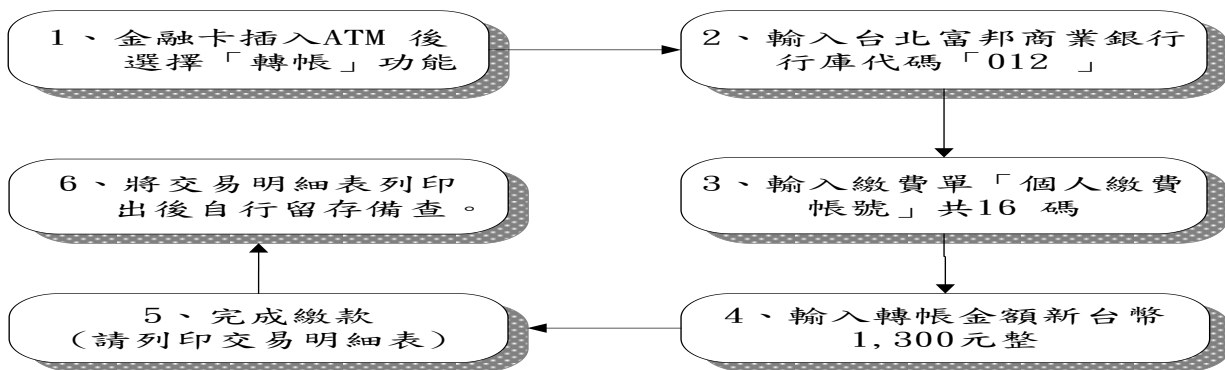 1、金融卡插入ATM 後
選擇「轉帳」功能
2、輸入台北富邦商業銀行
行庫代碼「012 」
3、輸入繳費單「個人繳費
帳號」共16 碼
4、輸入轉帳金額新台幣
1,300元整
5、完成繳款
(請列印交易明細表)
6、將交易明細表列印
出後自行留存備查。